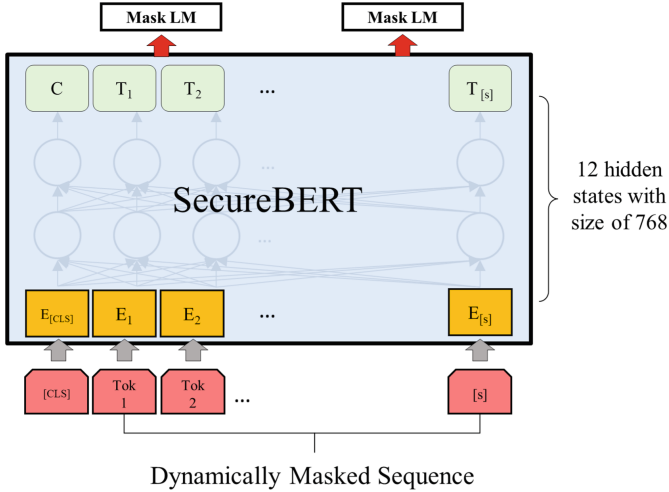 Mask LM Mask LM
C T1 T2 ... T[s]
...
SecureBERT
...
12 hidden
states with
size of 768
E[CLS] E1 E2 ... E[s]
[CLS] Tok 1 Tok 2 ... [s]
Dynamically Masked Sequence